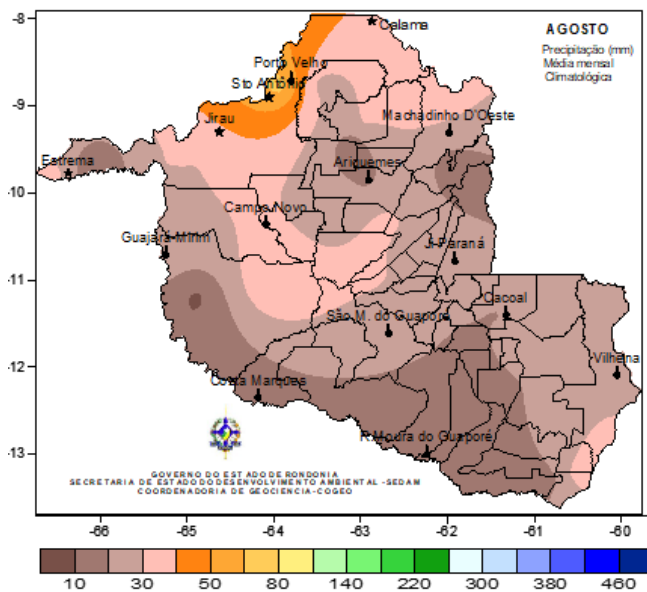 AGOSTO
Precipitação (mm)
Média mensal
Climatológica
-8
-9
-10
-11
-12
-13
Calama
Porto Velho
Sto Antônio
Jirau
Machadinho D'Oeste
Estrema
Ariquemes
Campo Novo
Guajará-Mirim
Ji-Paraná
Cacoal
São M. do Guaporé
Vilhena
Costa Marques
R.Moura do Guaporé
GOVERNO DO ESTADO DE RONDONIA
SECRETARIA DE ESTADO DO DESENVOLVIMENTO AMBIENTAL -SEDAM
COORDENADORIA DE GEOCIENCIA-COGEO
-66 -65 -64 -63 -62 -61 -60
10 30 50 80 140 220 300 380 460